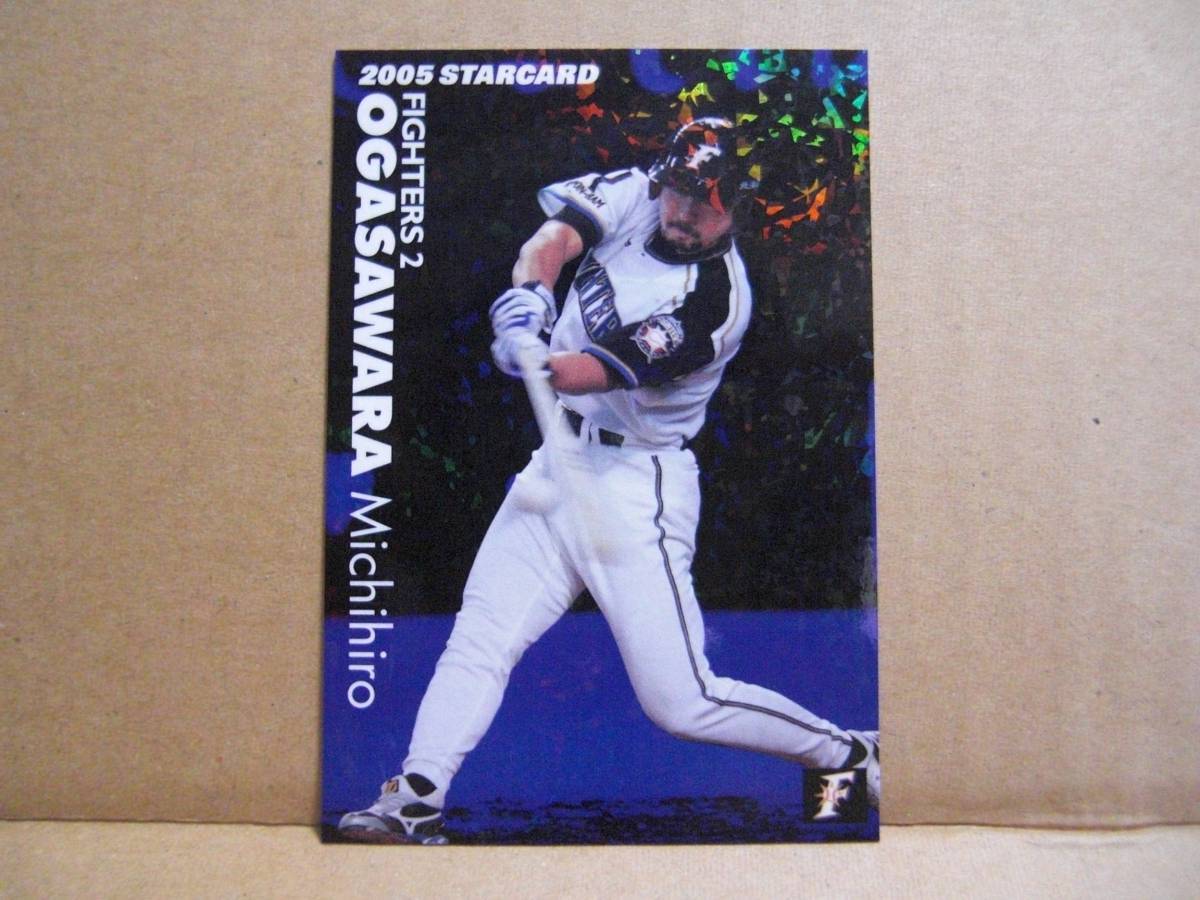 2005 STARCARD
FIGHTERS 2
OGASAWARA Michihiro
F
F